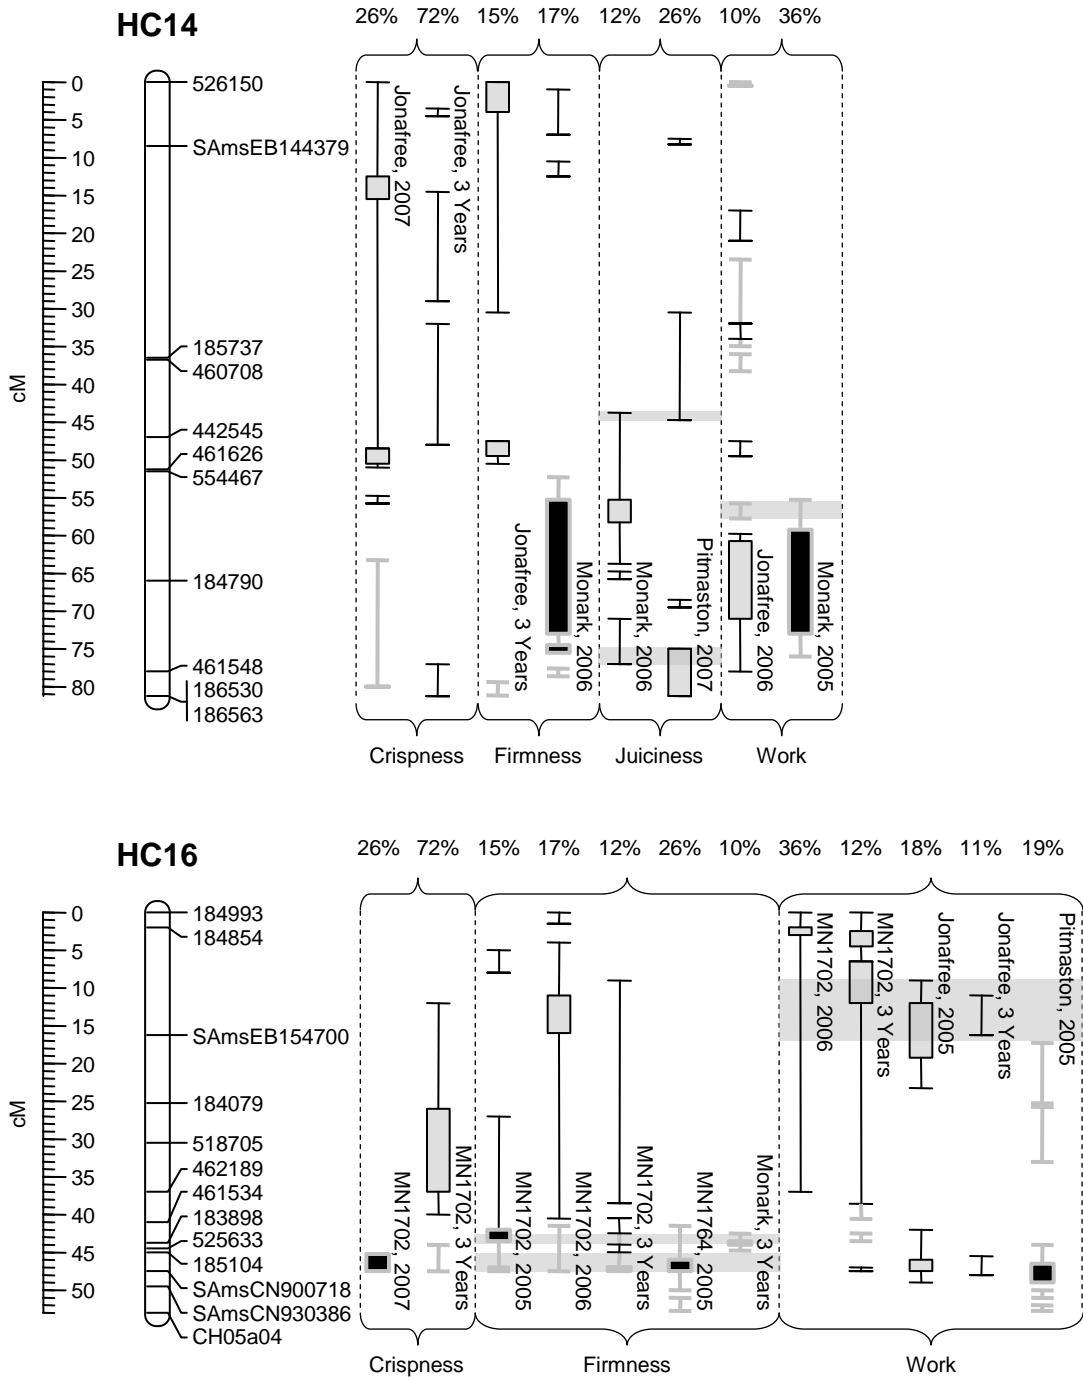 HC14
26% 72% 15% 17% 12% 26% 10% 36%
cM
0
5
10
15
20
25
30
35
40
45
50
55
60
65
70
75
80
526150
SAmsEB144379
185737
460708
442545
461626
554467
184790
461548
186530
186563
Jonafree, 2007
Jonafree, 3 Years
Jonafree, 3 Years
Monark, 2006
Monark, 2006
Pitmaston, 2007
Jonafree, 2006
Monark, 2005
Crispness
Firmness
Juiciness
Work
HC16
26% 72% 15% 17% 12% 26% 10% 36% 12% 18% 11% 19%
cM
0
5
10
15
20
25
30
35
40
45
50
184993
184854
SAmsEB154700
184079
518705
462189
461534
183898
525633
185104
SAmsCN900718
SAmsCN930386
CH05a04
MN1702, 2007
MN1702, 3 Years
MN1702, 2005
MN1702, 2006
MN1702, 3 Years
MN1764, 2005
Monark, 3 Years
MN1702, 2006
MN1702, 3 Years
Jonafree, 2005
Jonafree, 3 Years
Pitmaston, 2005
Crispness
Firmness
Work